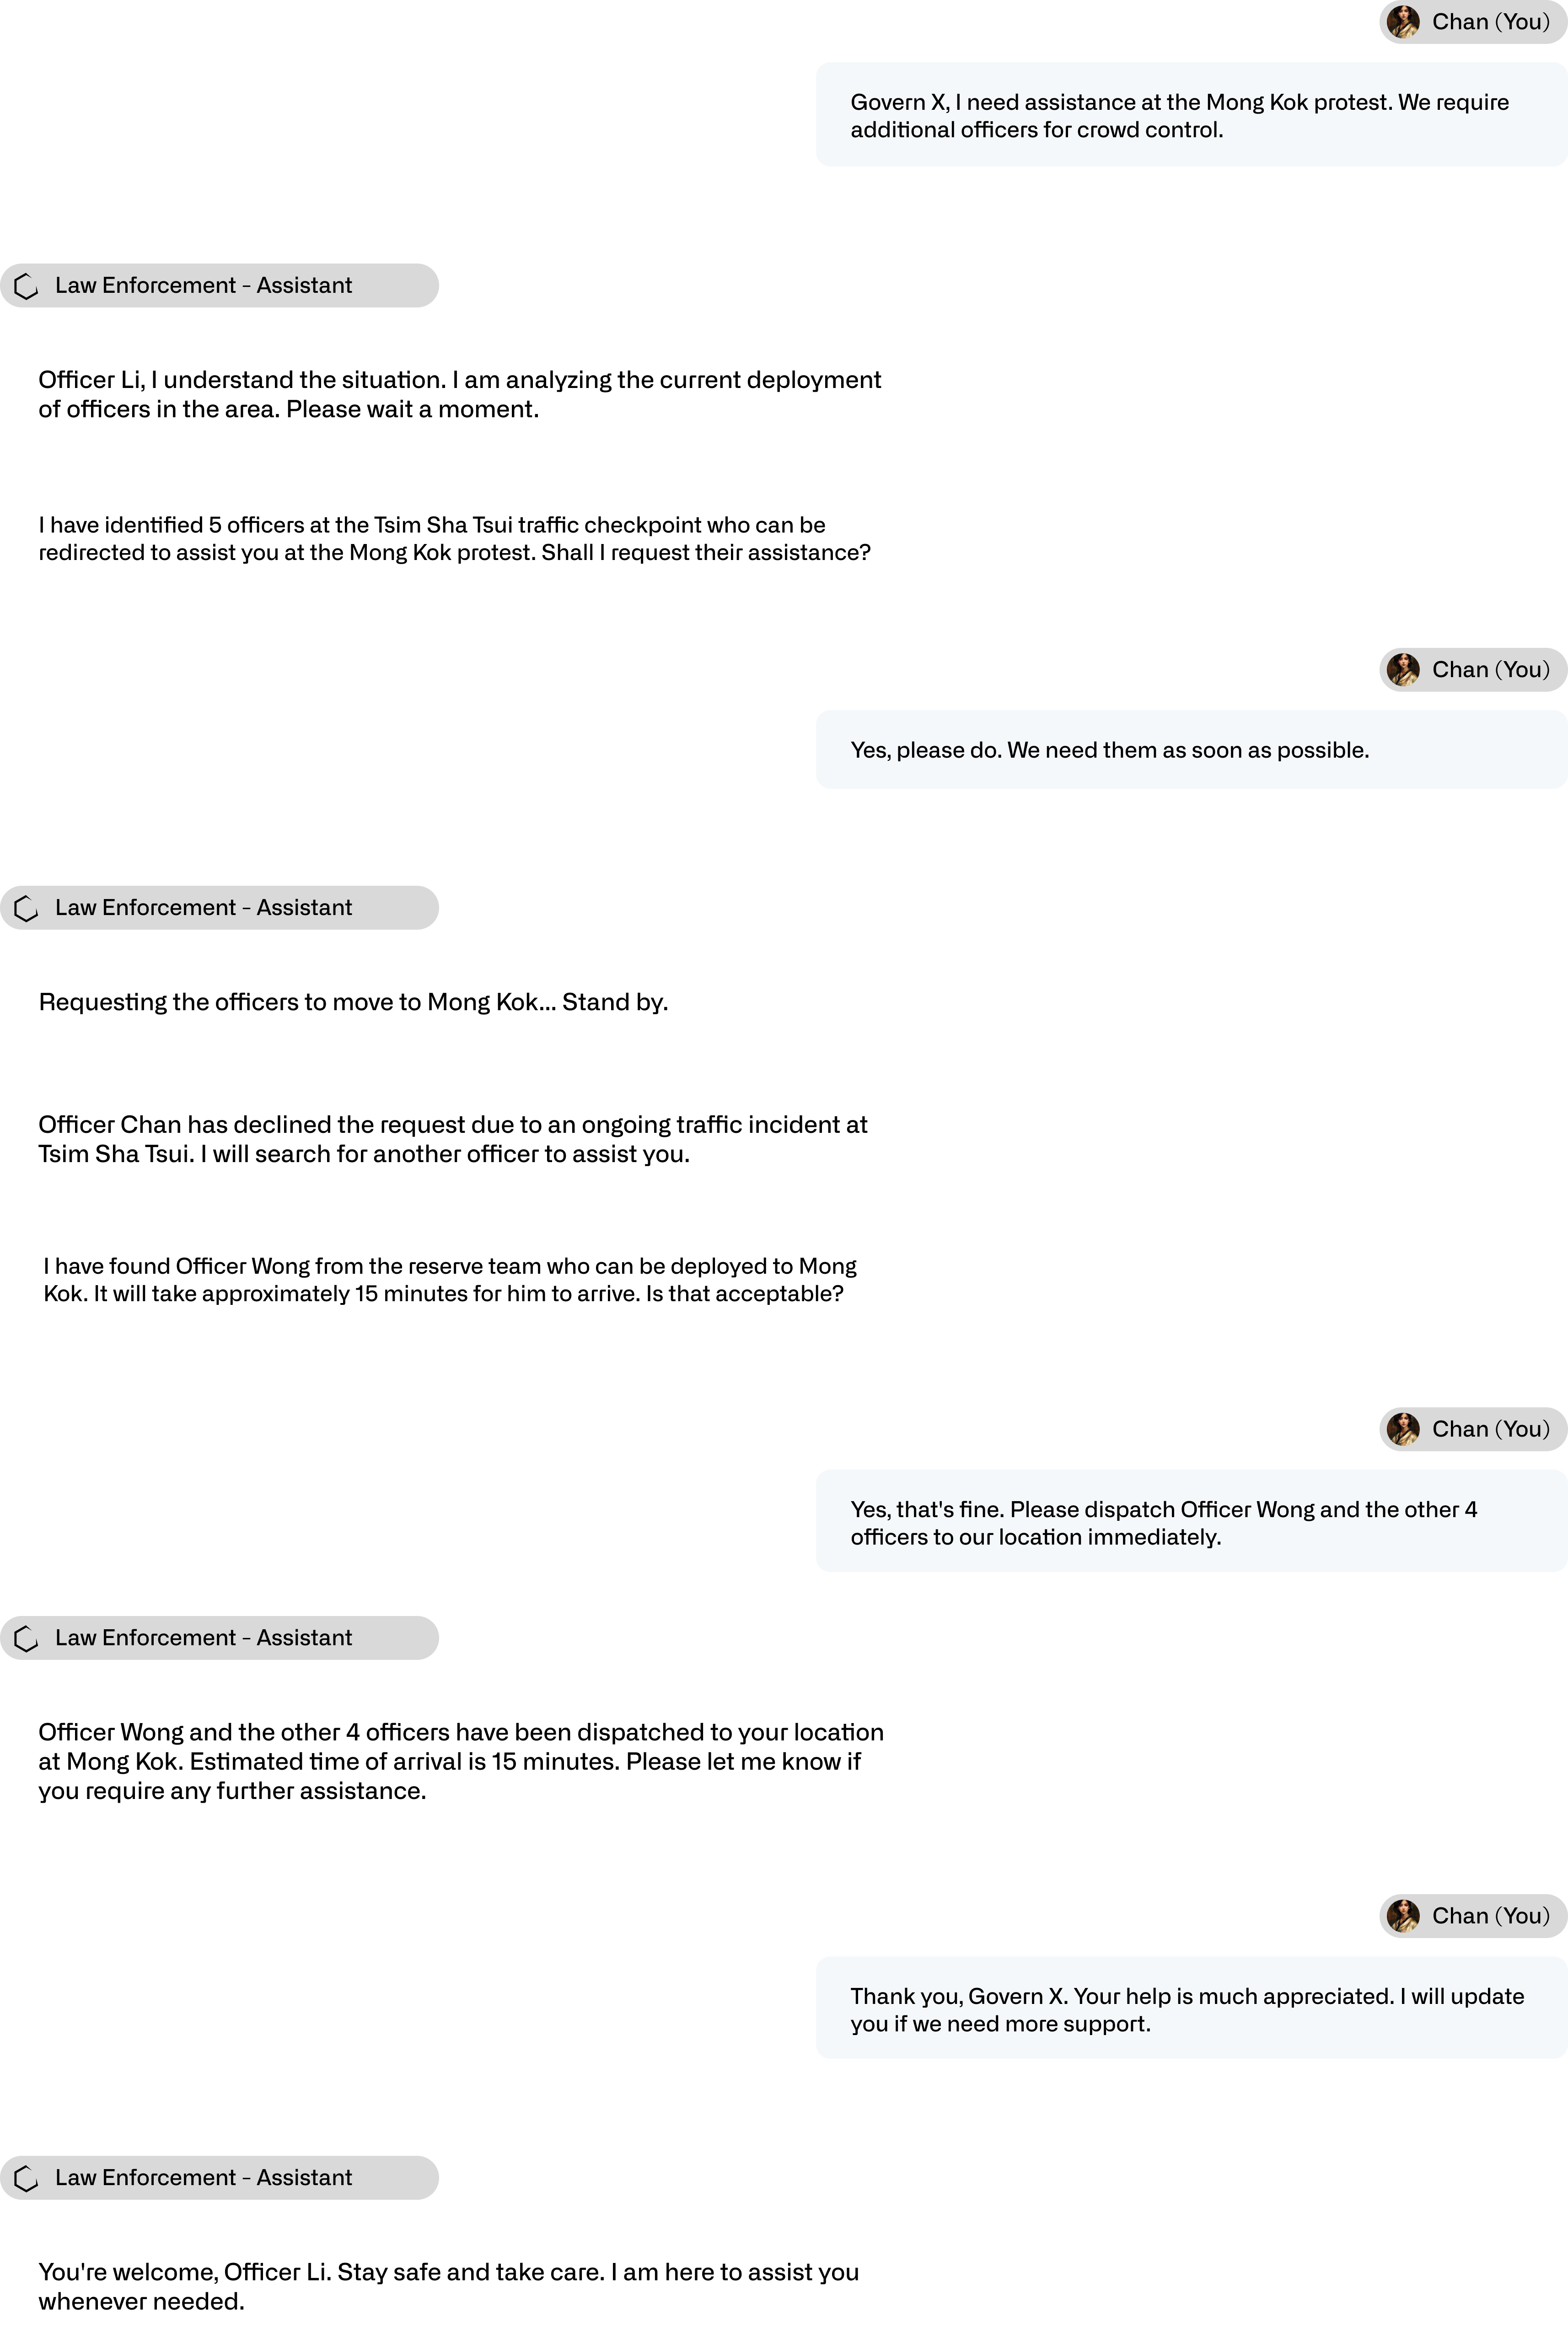 Chan (You)
Govern X, I need assistance at the Mong Kok protest. We require
additional officers for crowd control.
Law Enforcement - Assistant
Officer Li, I understand the situation. I am analyzing the current deployment
of officers in the area. Please wait a moment.
I have identified 5 officers at the Tsim Sha Tsui traffic checkpoint who can be
redirected to assist you at the Mong Kok protest. Shall I request their assistance?
Chan (You)
Yes, please do. We need them as soon as possible.
Law Enforcement - Assistant
Requesting the officers to move to Mong Kok... Stand by.
Officer Chan has declined the request due to an ongoing traffic incident at
Tsim Sha Tsui. I will search for another officer to assist you.
I have found Officer Wong from the reserve team who can be deployed to Mong
Kok. It will take approximately 15 minutes for him to arrive. Is that acceptable?
Chan (You)
Yes, that's fine. Please dispatch Officer Wong and the other 4
officers to our location immediately.
Law Enforcement - Assistant
Officer Wong and the other 4 officers have been dispatched to your location
at Mong Kok. Estimated time of arrival is 15 minutes. Please let me know if
you require any further assistance.
Chan (You)
Thank you, Govern X. Your help is much appreciated. I will update
you if we need more support.
Law Enforcement - Assistant
You're welcome, Officer Li. Stay safe and take care. I am here to assist you
whenever needed.